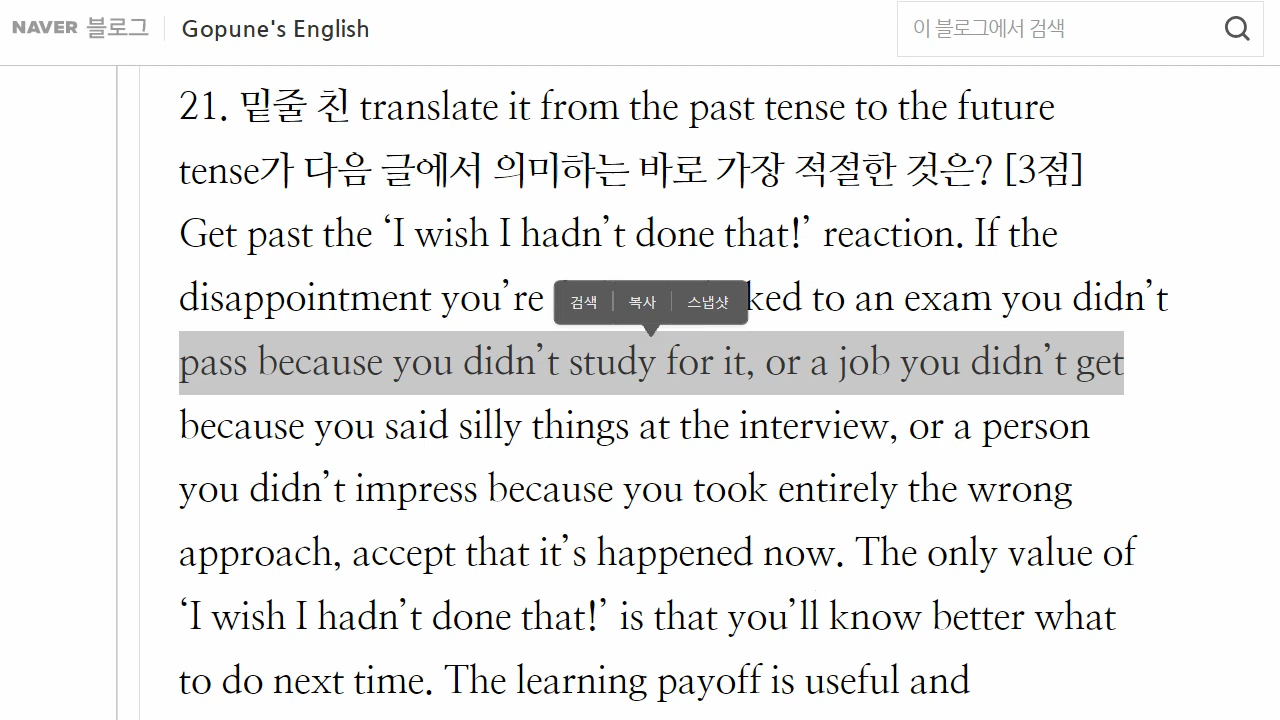 NAVER 블로그 Gopune's English 이 블로그에서 검색
21. 밑줄 친 translate it from the past tense to the future
tense가 다음 글에서 의미하는 바로 가장 적절한 것은? [3점]
Get past the ‘I wish I hadn’t done that!’ reaction. If the
disappointment you’re ked to an exam you didn’t
검색 복사 스냅샷
pass because you didn’t study for it, or a job you didn’t get
because you said silly things at the interview, or a person
you didn’t impress because you took entirely the wrong
approach, accept that it’s happened now. The only value of
‘I wish I hadn’t done that!’ is that you’ll know better what
to do next time. The learning payoff is useful and